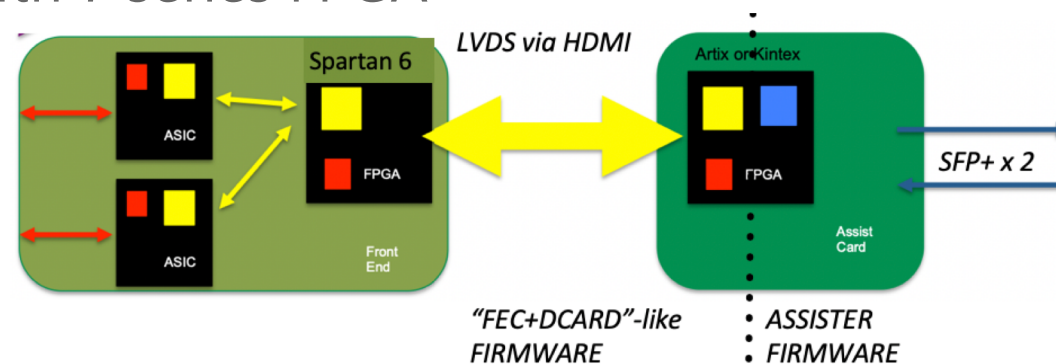 LVDS via HDMI
Spartan 6
Artix or Kintex
ASIC
FPGA
FPGA
SFP+ x 2
ASIC
Front
End
Assist
Card
“FEC+DCARD”-like
FIRMWARE
ASSISTER
FIRMWARE